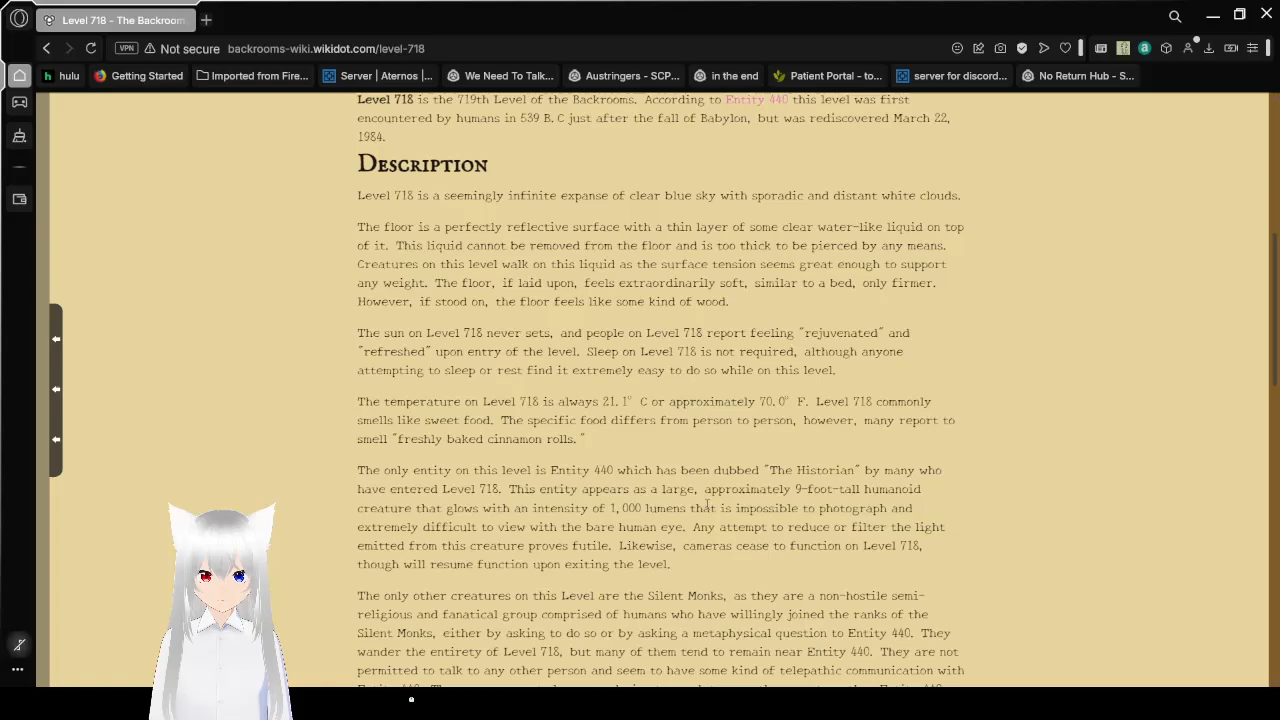 Level 718 - The Backroom
Not secure backrooms-wiki.wikidot.com/level-718
VPN
hulu Getting Started Imported from Fire... Server | Aternos |... We Need To Talk... Austringers - SCP... in the end Patient Portal - to... server for discord... No Return Hub - S...
Level 718 is the 719th Level of the Backrooms. According to Entity 440 this level was first
encountered by humans in 539 B.C just after the fall of Babylon, but was rediscovered March 22,
1984.
Description
Level 718 is a seemingly infinite expanse of clear blue sky with sporadic and distant white clouds.
The floor is a perfectly reflective surface with a thin layer of some clear water-like liquid on top
of it. This liquid cannot be removed from the floor and is too thick to be pierced by any means.
Creatures on this level walk on this liquid as the surface tension seems great enough to support
any weight. The floor, if laid upon, feels extraordinarily soft, similar to a bed, only firmer.
However, if stood on, the floor feels like some kind of wood.
The sun on Level 718 never sets, and people on Level 718 report feeling "rejuvenated" and
"refreshed" upon entry of the level. Sleep on Level 718 is not required, although anyone
attempting to sleep or rest find it extremely easy to do so while on this level.
The temperature on Level 718 is always 21.1° C or approximately 70.0° F. Level 718 commonly
smells like sweet food. The specific food differs from person to person, however, many report to
smell "freshly baked cinnamon rolls."
The only entity on this level is Entity 440 which has been dubbed "The Historian" by many who
have entered Level 718. This entity appears as a large, approximately 9-foot-tall humanoid
creature that glows with an intensity of 1,000 lumens that is impossible to photograph and
extremely difficult to view with the bare human eye. Any attempt to reduce or filter the light
emitted from this creature proves futile. Likewise, cameras cease to function on Level 718,
though will resume function upon exiting the level.
The only other creatures on this Level are the Silent Monks, as they are a non-hostile semi-
religious and fanatical group comprised of humans who have willingly joined the ranks of the
Silent Monks, either by asking to do so or by asking a metaphysical question to Entity 440. They
wander the entirety of Level 718, but many of them tend to remain near Entity 440. They are not
permitted to talk to any other person and seem to have some kind of telepathic communication with